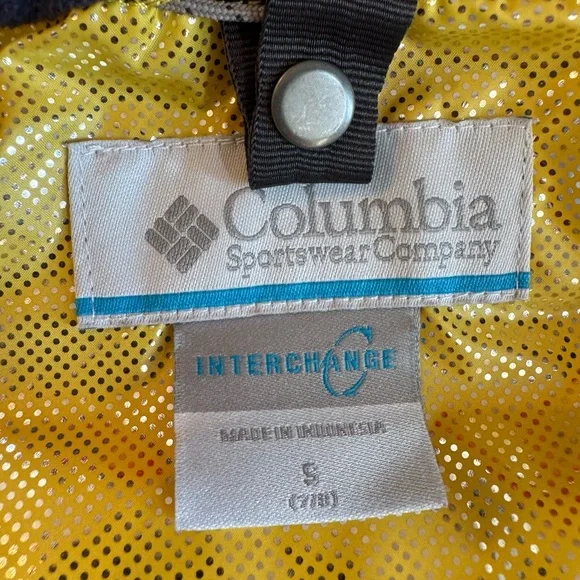 Columbia
Sportswear Company
INTERCHANGE
MADE IN INDONESIA
S
(7/8)